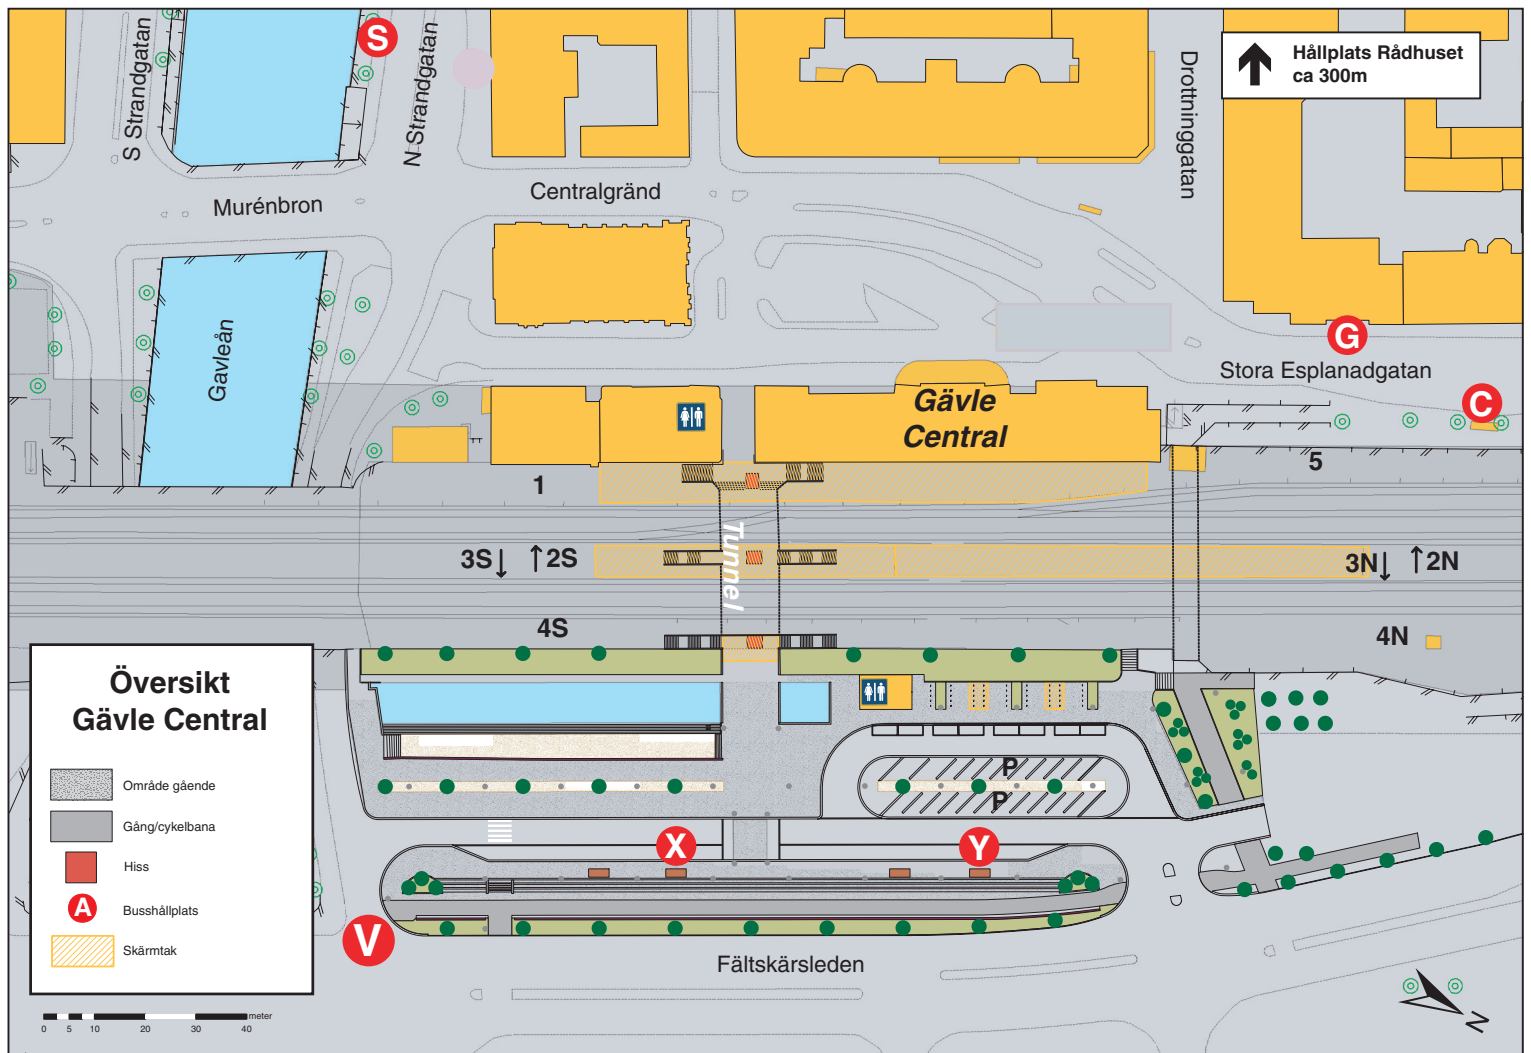 S
S Strandgatan
N Strandgatan
Drottninggatan
Hållplats Rådhuset
ca 300m
Murénbron
Centralgränd
Gavleån
G
Stora Esplanadgatan
C
Gävle
Central
1
5
Tunnel
3S
2S
3N
2N
4S
4N
Översikt
Gävle Central
Område gående
Gång/cykelbana
Hiss
A
Busshållplats
Skärmtak
P
P
X
Y
V
Fältskärsleden
N
meter
0 5 10 20 30 40